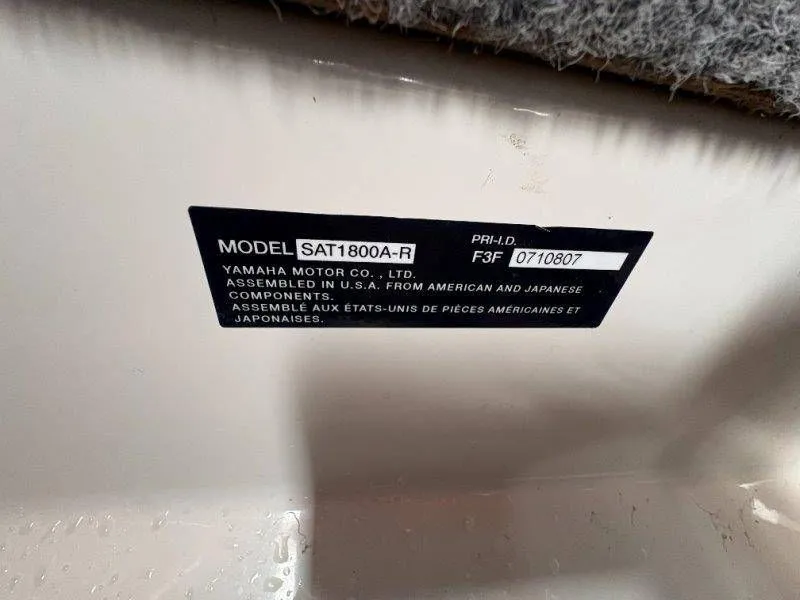 MODEL SAT1800A-R
PRI-I.D.
F3F 0710807
YAMAHA MOTOR CO. , LTD.
ASSEMBLED IN U.S.A. FROM AMERICAN AND JAPANESE
COMPONENTS.
ASSEMBLÉ AUX ÉTATS-UNIS DE PIÈCES AMÉRICAINES ET
JAPONAISES.